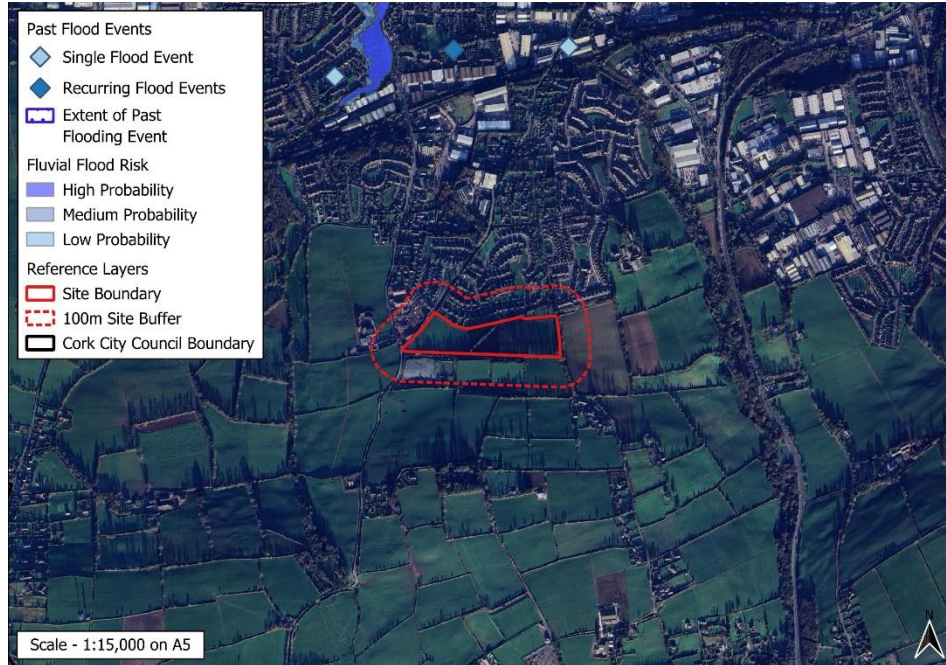 Past Flood Events
Single Flood Event
Recurring Flood Events
Extent of Past
Flooding Event
Fluvial Flood Risk
High Probability
Medium Probability
Low Probability
Reference Layers
Site Boundary
100m Site Buffer
Cork City Council Boundary
Scale - 1:15,000 on A5
N